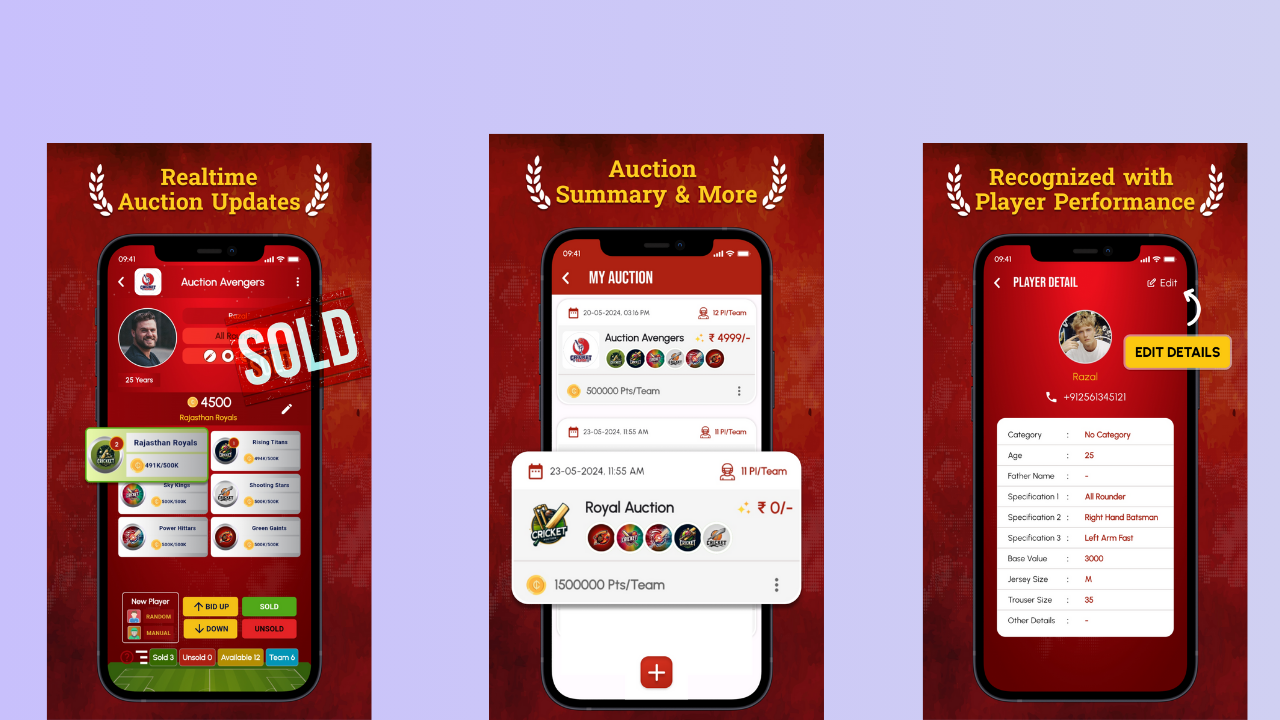 Realtime
Auction Updates
09:41
Auction Avengers
All Ro
SOLD
25 Years
4500
Rajasthan Royals
2
Rajasthan Royals
491K/500K
Rising Titans
494K/500K
Sky Kings
500K/500K
Shooting Stars
500K/500K
Power Hittars
500K/500K
Green Gaints
500K/500K
New Player
RANDOM
MANUAL
BID UP
SOLD
DOWN
UNSOLD
Sold 3
Unsold 0
Available 12
Team 6
Auction
Summary & More
09:41
MY AUCTION
20-05-2024, 03:16 PM
12 Pl/Team
CRICKET
Auction Avengers
₹ 4999/-
500000 Pts/Team
23-05-2024, 11:55 AM
11 Pl/Team
23-05-2024, 11:55 AM
11 Pl/Team
CRICKET
Royal Auction
₹ 0/-
1500000 Pts/Team
Recognized with
Player Performance
09:41
PLAYER DETAIL
Edit
EDIT DETAILS
Razal
+912561345121
Category : No Category
Age : 25
Father Name : -
Specification 1 : All Rounder
Specification 2 : Right Hand Batsman
Specification 3 : Left Arm Fast
Base Value : 3000
Jersey Size : M
Trouser Size : 35
Other Details : -